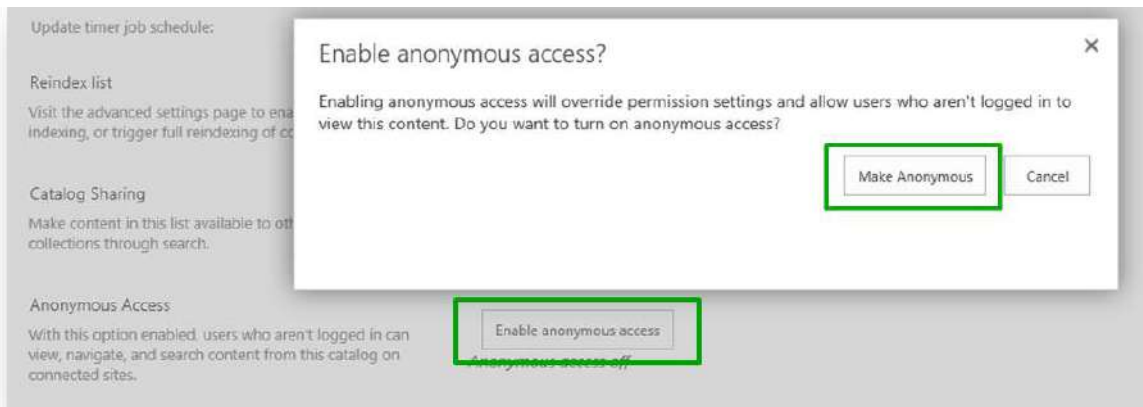 Update timer job schedule:
Enable anonymous access?
Enabling anonymous access will override permission settings and allow users who aren't logged in to
view this content. Do you want to turn on anonymous access?
Make Anonymous
Cancel
Reindex list
Visit the advanced settings page to ena
indexing, or trigger full reindexing of co
Catalog Sharing
Make content in this list available to oth
collections through search.
Anonymous Access
With this option enabled, users who aren't logged in can
view, navigate, and search content from this catalog on
connected sites.
Enable anonymous access
Anonymous access off